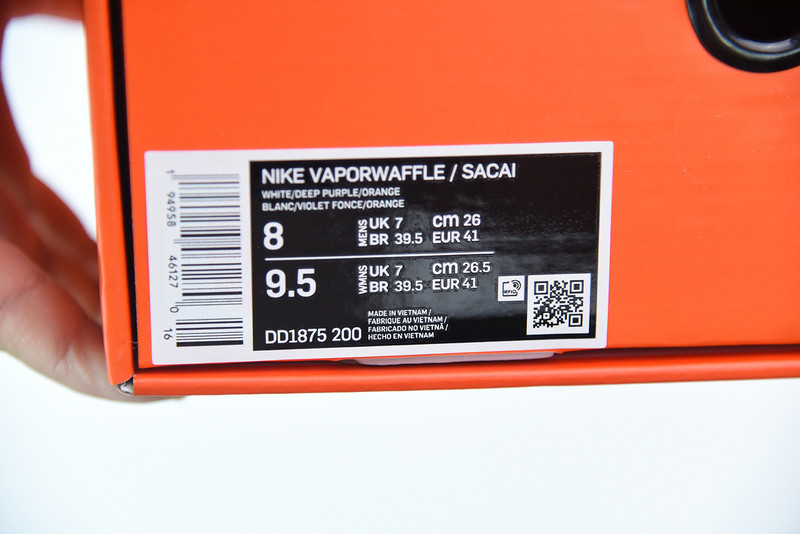 NIKE VAPORWAFFLE / SACAI
WHITE/DEEP PURPLE/ORANGE
BLANC/VIOLET FONCE/ORANGE
8 MENS UK 7 cm 26
BR 39.5 EUR 41
9.5 WMNS UK 7 cm 26.5
BR 39.5 EUR 41
RFID
MADE IN VIETNAM /
FABRIQUE AU VIETNAM /
FABRICADO NO VIETNÃ /
HECHO EN VIETNAM
DD1875 200
1 94958 46127 0 16